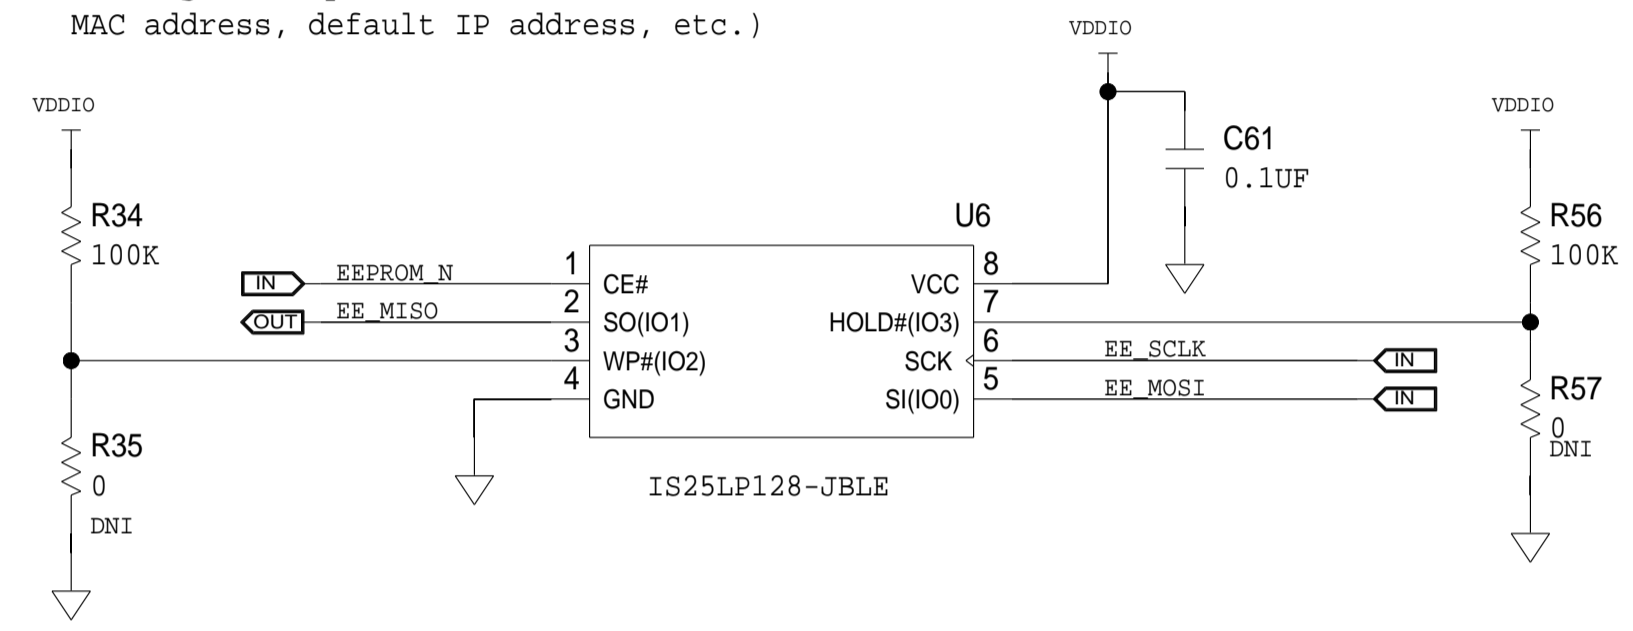 MAC address, default IP address, etc.)
VDDIO
VDDIO
VDDIO
C61
0.1UF
R34
100K
U6
R56
100K
IN
EEPROM_N
1
CE#
VCC
8
OUT
EE_MISO
2
SO(IO1)
HOLD#(IO3)
7
3
WP#(IO2)
SCK
6
EE_SCLK
IN
4
GND
SI(IO0)
5
EE_MOSI
IN
R35
0
DNI
R57
0
DNI
IS25LP128-JBLE